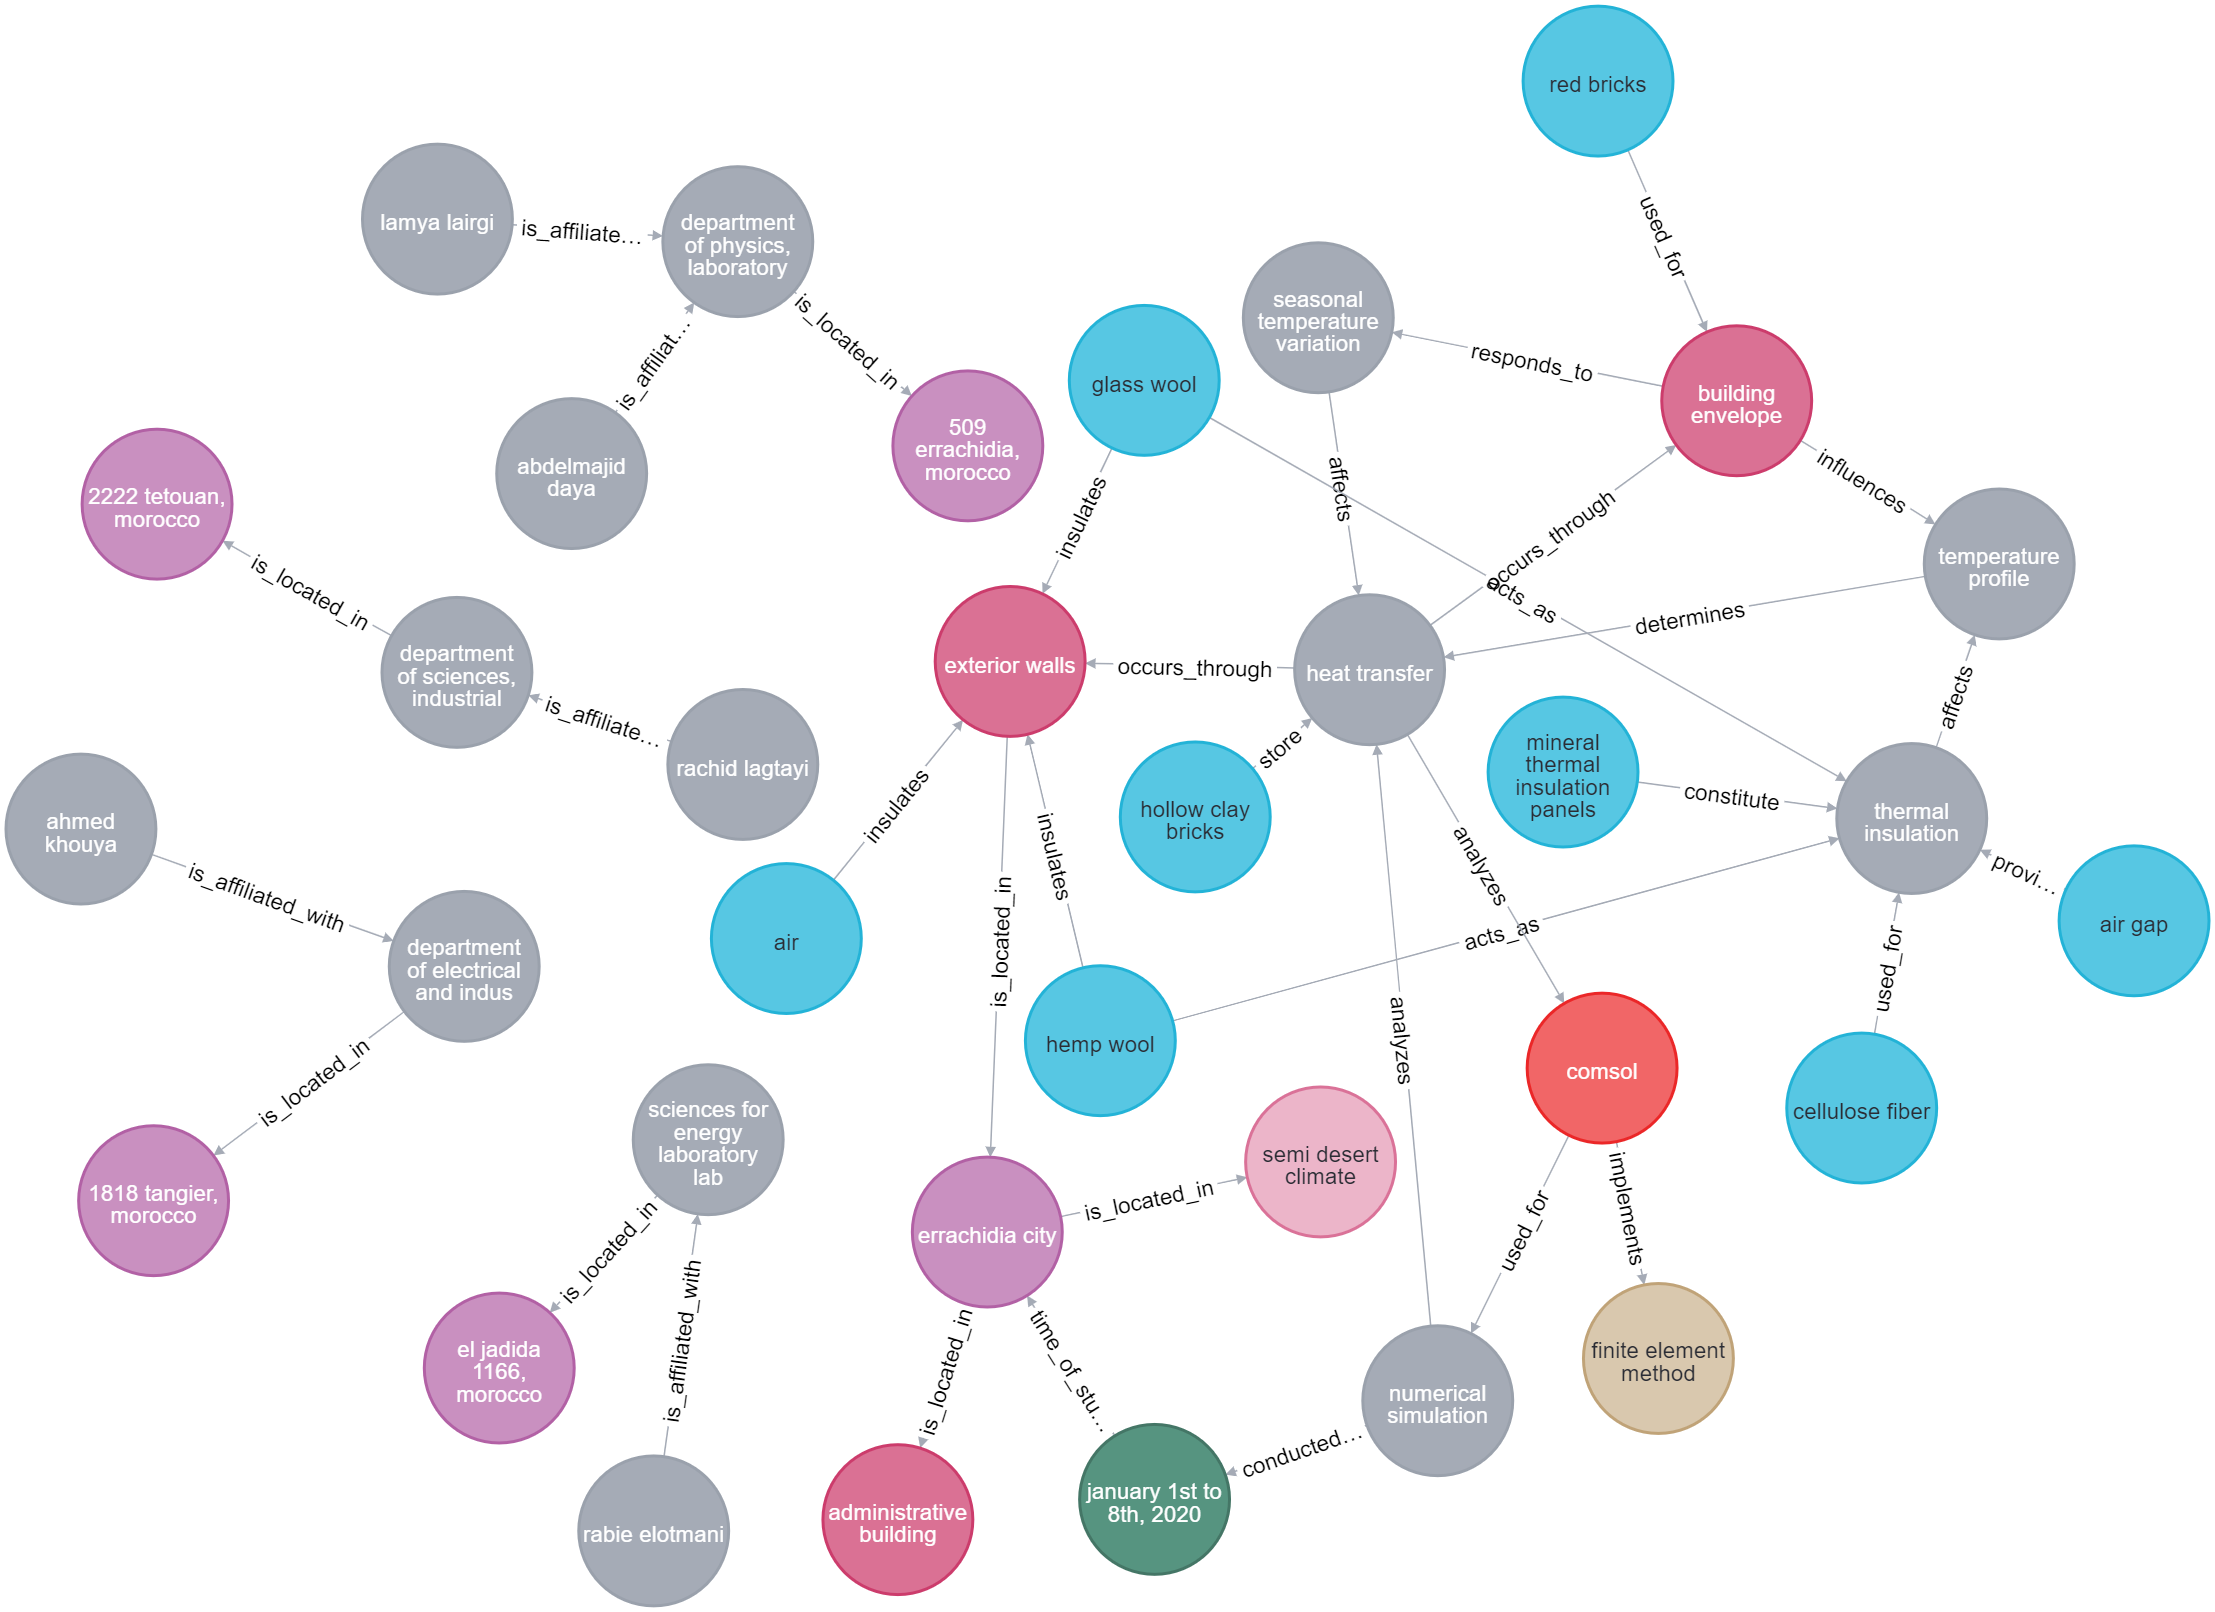 red bricks
used_for
lamya lairgi
is_affiliate…
department
of physics,
laboratory
is_affiliat…
is_located_in
abdelmajid
daya
509
errachidia,
morocco
seasonal
temperature
variation
responds_to
building
envelope
glass wool
affects
influences
insulates
occurs_through
acts_as
temperature
profile
determines
2222 tetouan,
morocco
is_located_in
department
of sciences,
industrial
is_affiliate…
rachid lagtayi
exterior walls
occurs_through
heat transfer
affects
store
hollow clay
bricks
mineral
thermal
insulation
panels
constitute
thermal
insulation
provi…
air gap
ahmed
khouya
is_affiliated_with
department
of electrical
and indus
is_located_in
1818 tangier,
morocco
insulates
air
insulates
is_located_in
analyzes
acts_as
used_for
hemp wool
analyzes
comsol
cellulose fiber
sciences for
energy
laboratory
lab
is_located_in
el jadida
1166,
morocco
is_affiliated_with
rabie elotmani
semi desert
climate
is_located_in
errachidia city
used_for
implements
is_located_in
time_of_stu…
finite element
method
numerical
simulation
conducted…
january 1st to
8th, 2020
administrative
building